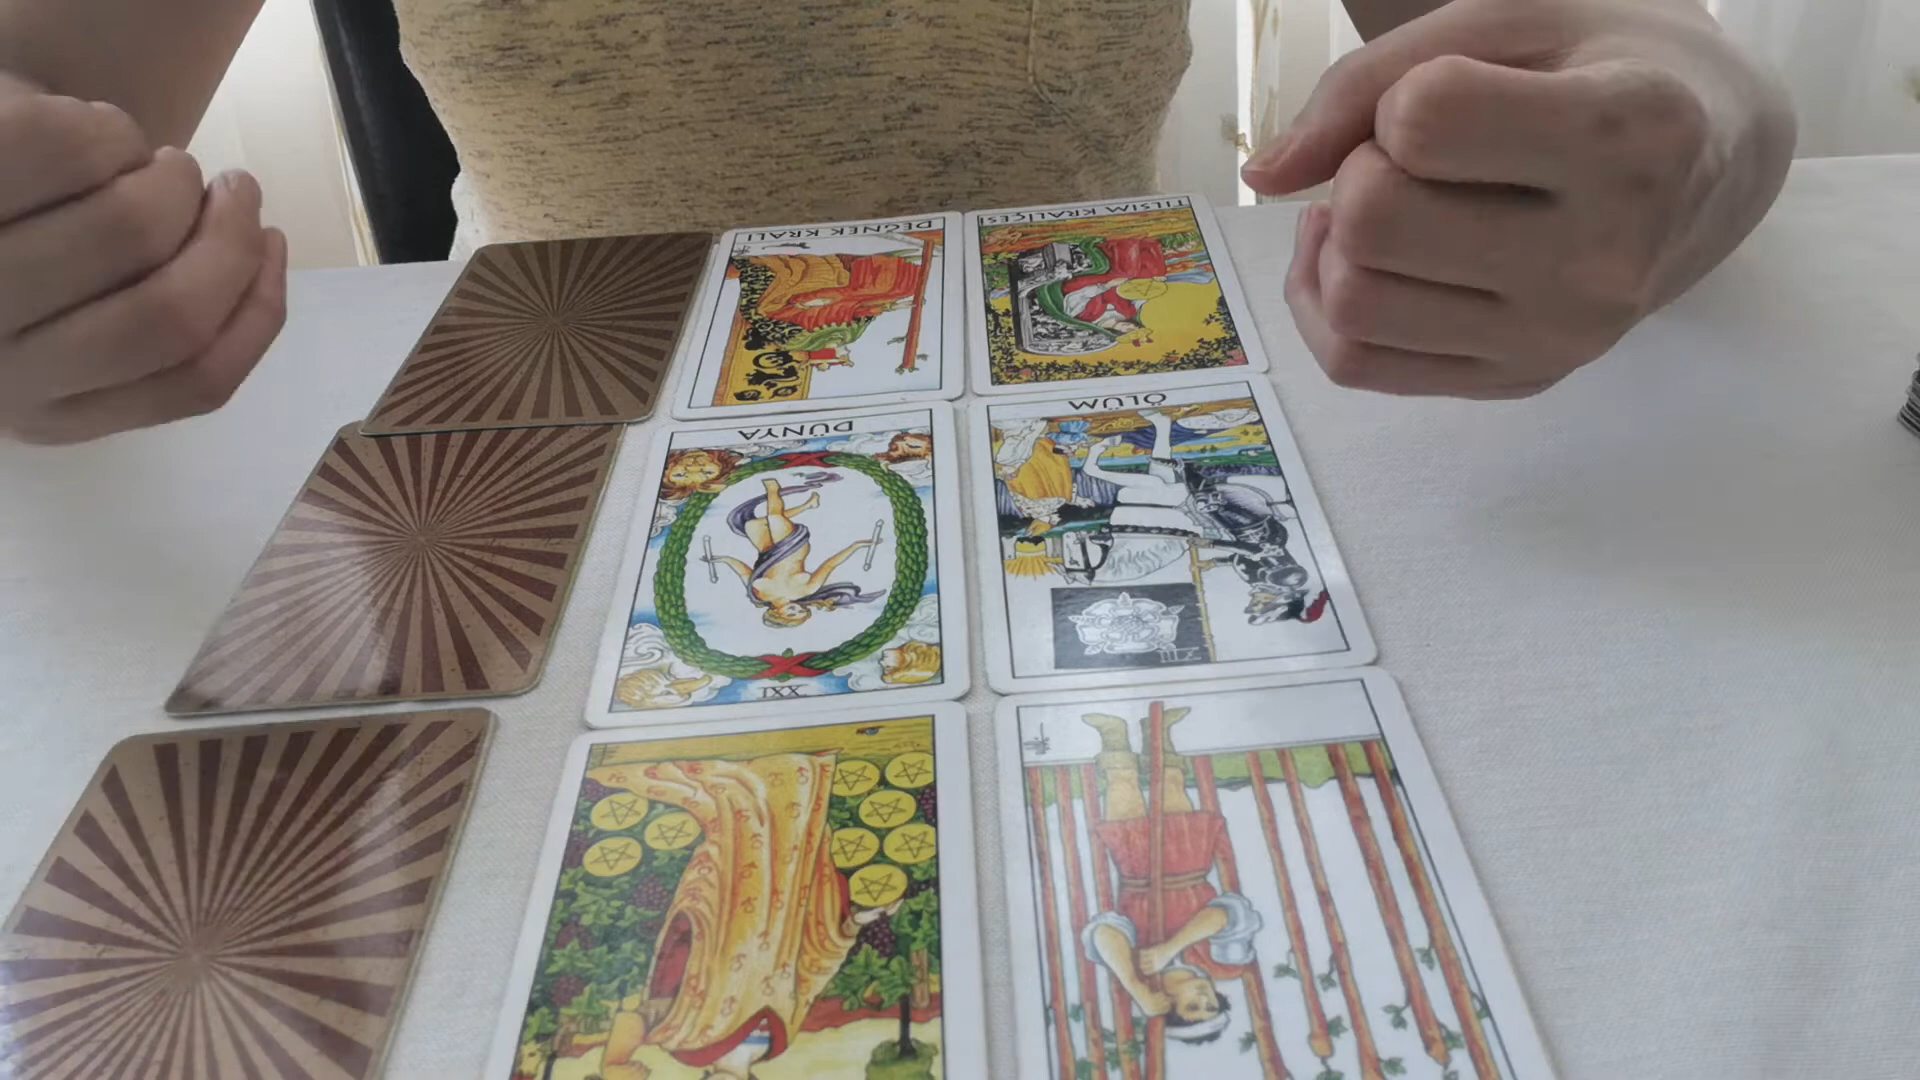 DEĞNEK KRALI
TILSIM KRALİÇESİ
DÜNYA
ÖLÜM
XXI
XIII